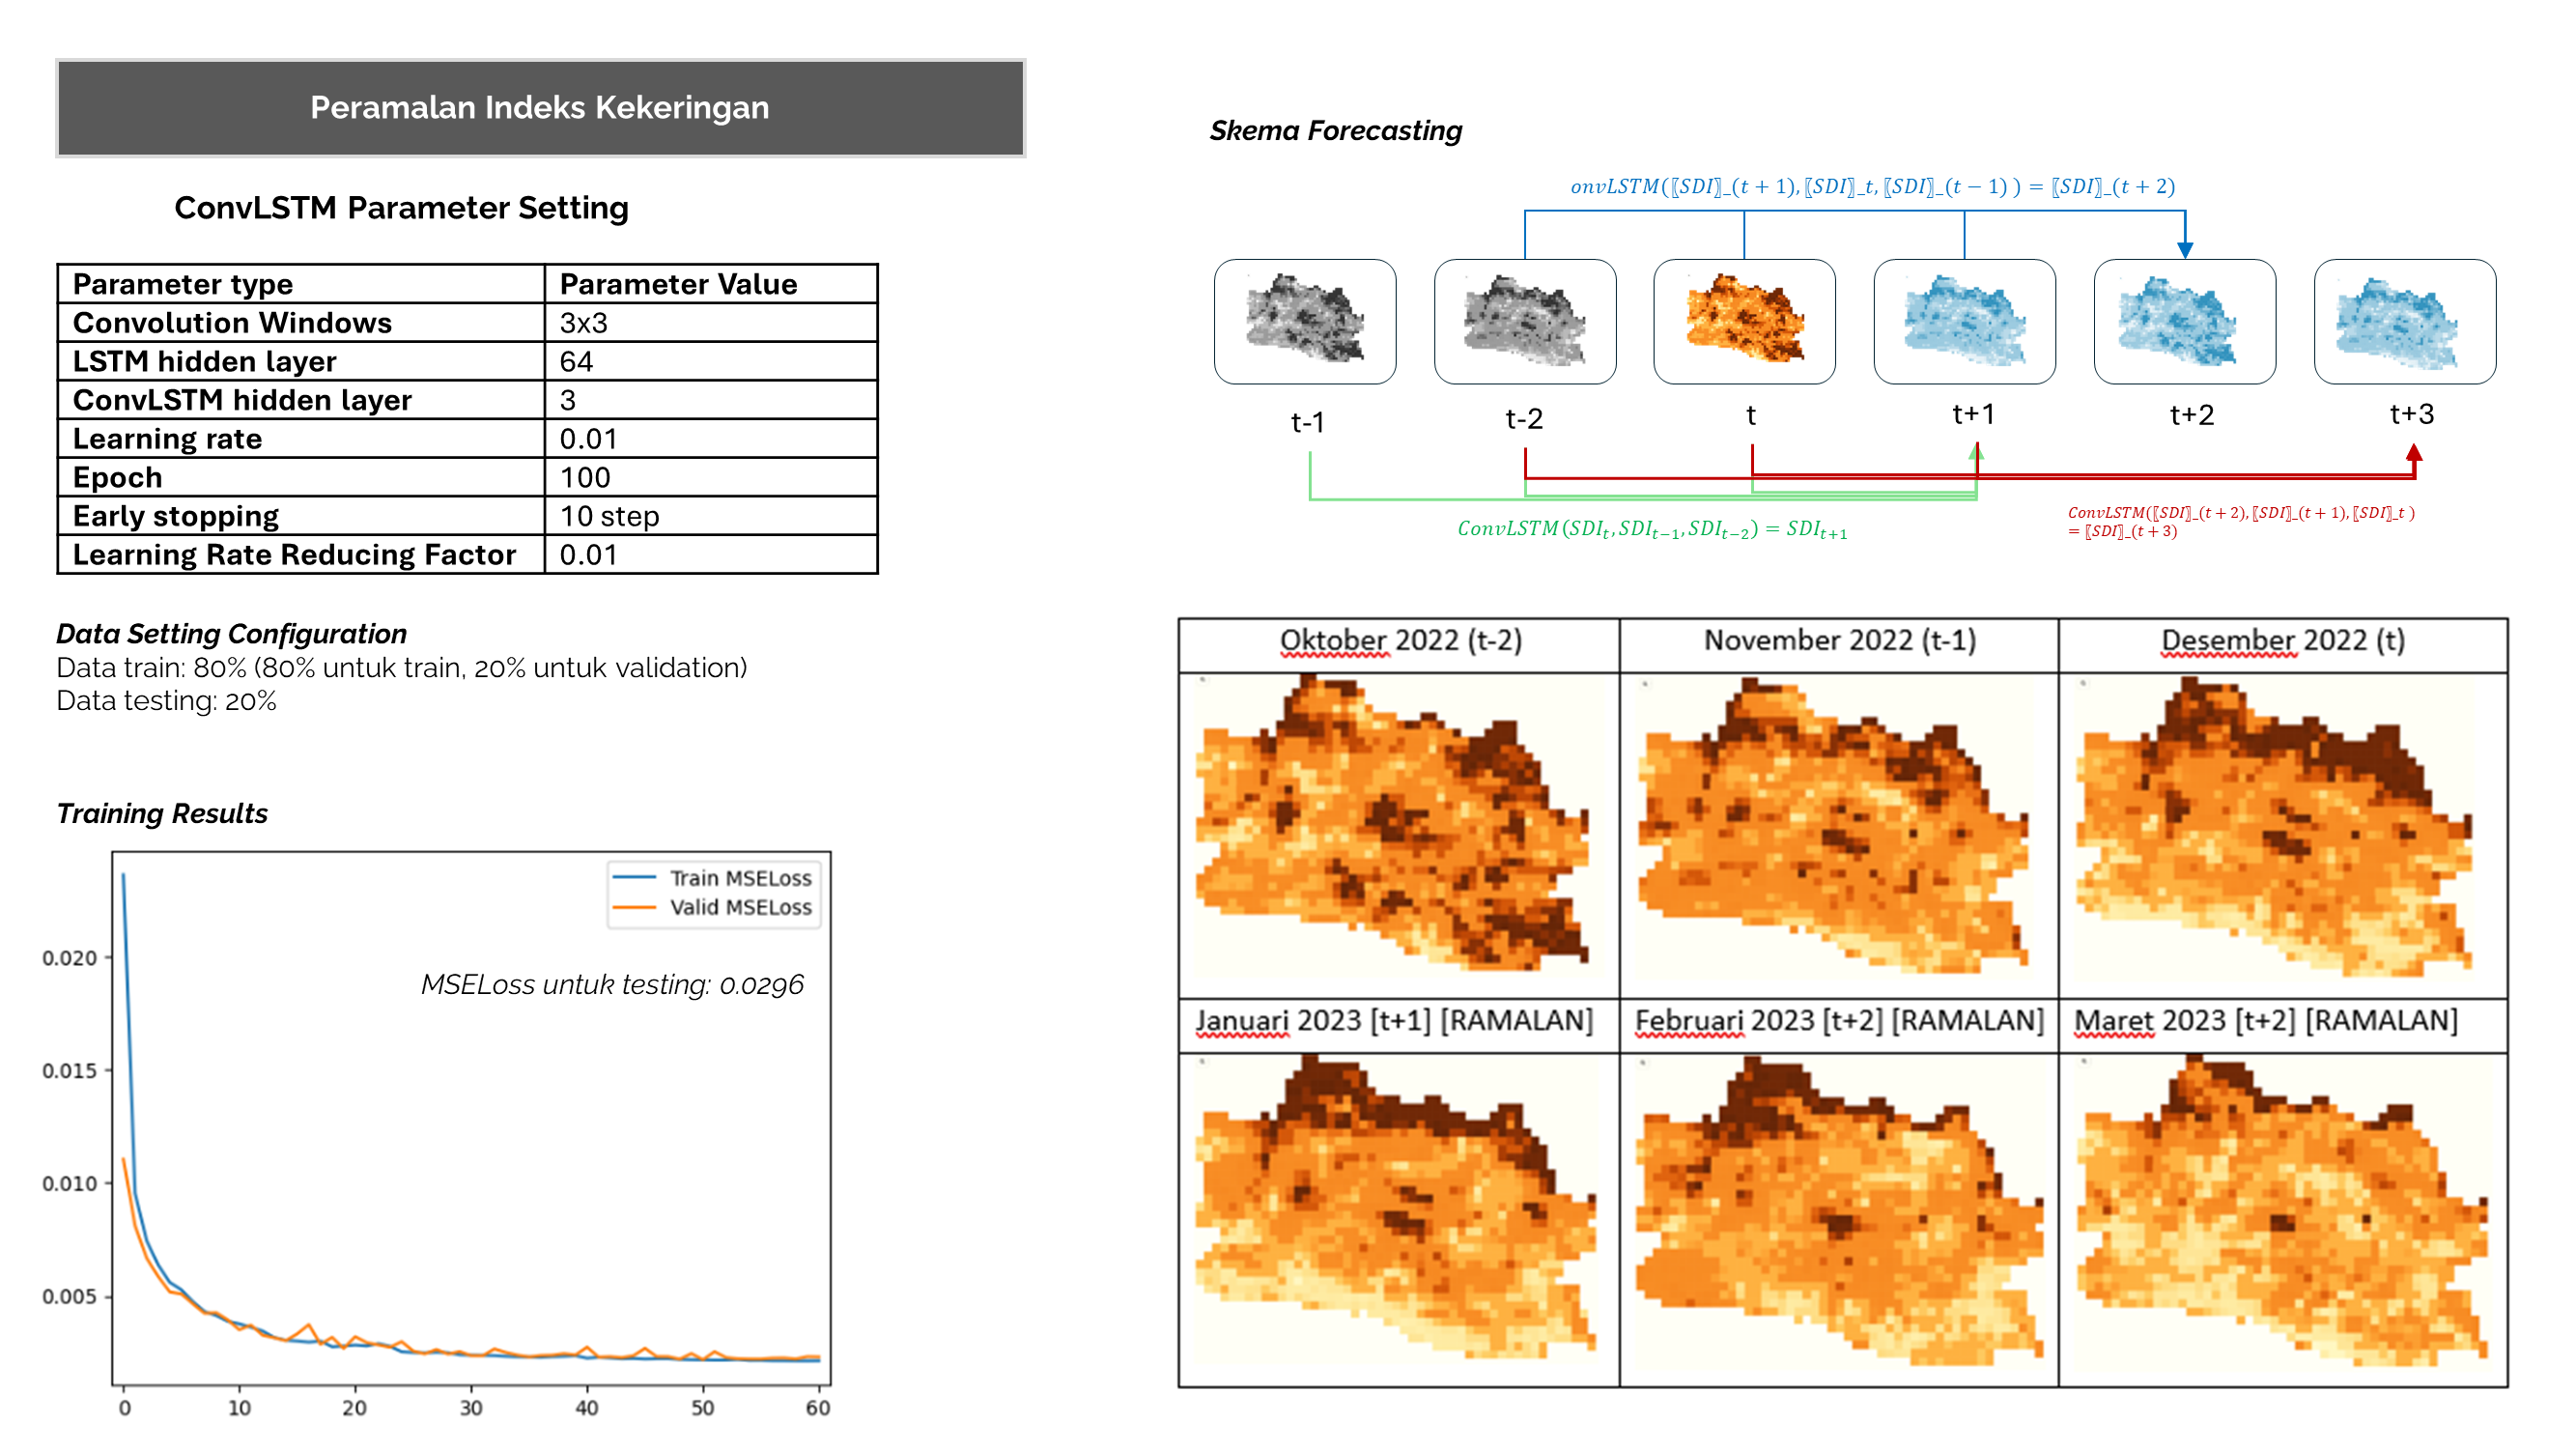 Peramalan Indeks Kekeringan
ConvLSTM Parameter Setting
Parameter type Parameter Value
Convolution Windows 3x3
LSTM hidden layer 64
ConvLSTM hidden layer 3
Learning rate 0.01
Epoch 100
Early stopping 10 step
Learning Rate Reducing Factor 0.01
Data Setting Configuration
Data train: 80% (80% untuk train, 20% untuk validation)
Data testing: 20%
Training Results
Train MSELoss
Valid MSELoss
MSELoss untuk testing: 0.0296
0.020
0.015
0.010
0.005
0 10 20 30 40 50 60
Skema Forecasting
onvLSTM(〖SDI〗_(t + 1), 〖SDI〗_t, 〖SDI〗_(t − 1) ) = 〖SDI〗_(t + 2)
t-1 t-2 t t+1 t+2 t+3
ConvLSTM(SDI_t, SDI_{t−1}, SDI_{t−2}) = SDI_{t+1}
ConvLSTM(〖SDI〗_(t + 2), 〖SDI〗_(t + 1), 〖SDI〗_t )
= 〖SDI〗_(t + 3)
Oktober 2022 (t-2) November 2022 (t-1) Desember 2022 (t)
Januari 2023 [t+1] [RAMALAN] Februari 2023 [t+2] [RAMALAN] Maret 2023 [t+2] [RAMALAN]